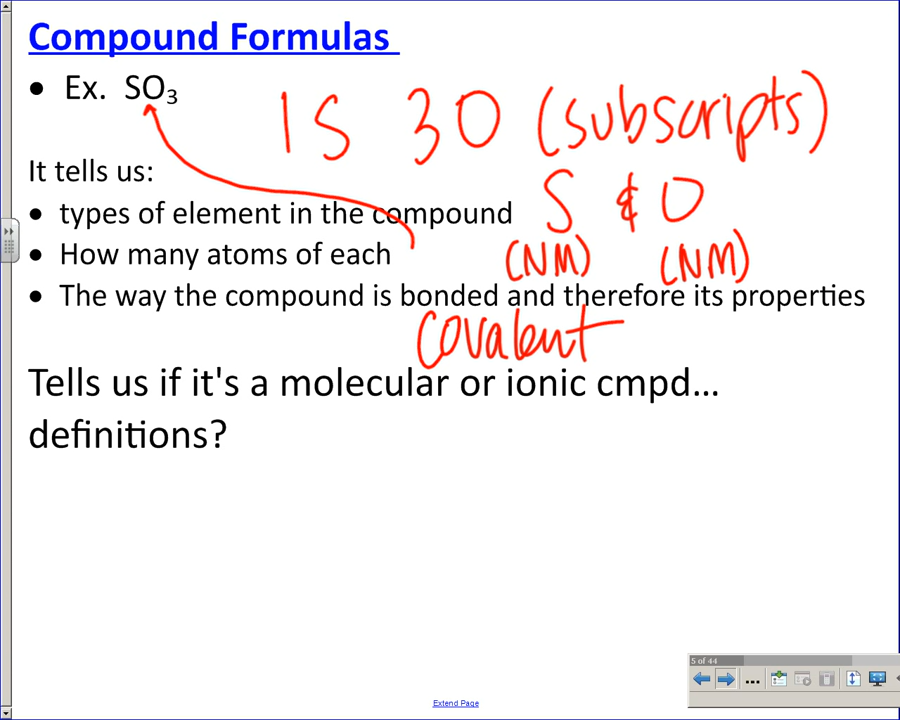 Compound Formulas
• Ex. SO₃
1S 3O (subscripts)
It tells us:
• types of element in the compound S & O
• How many atoms of each (NM) (NM)
• The way the compound is bonded and therefore its properties
covalent
Tells us if it's a molecular or ionic cmpd...
definitions?
5 of 44
Extend Page